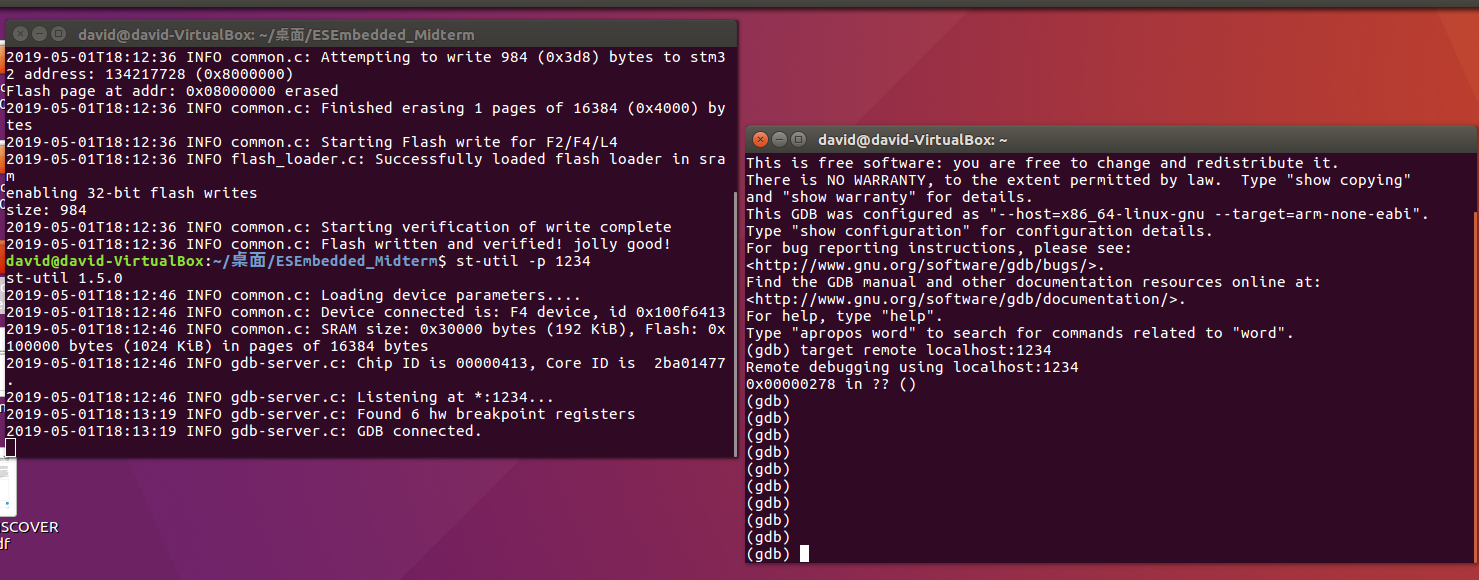 david@david-VirtualBox: ~/桌面/ESEmbedded_Midterm
2019-05-01T18:12:36 INFO common.c: Attempting to write 984 (0x3d8) bytes to stm3
2 address: 134217728 (0x8000000)
Flash page at addr: 0x08000000 erased
2019-05-01T18:12:36 INFO common.c: Finished erasing 1 pages of 16384 (0x4000) by
tes
2019-05-01T18:12:36 INFO common.c: Starting Flash write for F2/F4/L4
2019-05-01T18:12:36 INFO flash_loader.c: Successfully loaded flash loader in sra
m
enabling 32-bit flash writes
size: 984
2019-05-01T18:12:36 INFO common.c: Starting verification of write complete
2019-05-01T18:12:36 INFO common.c: Flash written and verified! jolly good!
david@david-VirtualBox:~/桌面/ESEmbedded_Midterm$ st-util -p 1234
st-util 1.5.0
2019-05-01T18:12:46 INFO common.c: Loading device parameters....
2019-05-01T18:12:46 INFO common.c: Device connected is: F4 device, id 0x100f6413
2019-05-01T18:12:46 INFO common.c: SRAM size: 0x30000 bytes (192 KiB), Flash: 0x
100000 bytes (1024 KiB) in pages of 16384 bytes
2019-05-01T18:12:46 INFO gdb-server.c: Chip ID is 00000413, Core ID is  2ba01477
.
2019-05-01T18:12:46 INFO gdb-server.c: Listening at *:1234...
2019-05-01T18:13:19 INFO gdb-server.c: Found 6 hw breakpoint registers
2019-05-01T18:13:19 INFO gdb-server.c: GDB connected.
SCOVER
df
david@david-VirtualBox: ~
This is free software: you are free to change and redistribute it.
There is NO WARRANTY, to the extent permitted by law.  Type "show copying"
and "show warranty" for details.
This GDB was configured as "--host=x86_64-linux-gnu --target=arm-none-eabi".
Type "show configuration" for configuration details.
For bug reporting instructions, please see:
<http://www.gnu.org/software/gdb/bugs/>.
Find the GDB manual and other documentation resources online at:
<http://www.gnu.org/software/gdb/documentation/>.
For help, type "help".
Type "apropos word" to search for commands related to "word".
(gdb) target remote localhost:1234
Remote debugging using localhost:1234
0x00000278 in ?? ()
(gdb)
(gdb)
(gdb)
(gdb)
(gdb)
(gdb)
(gdb)
(gdb)
(gdb)
(gdb)